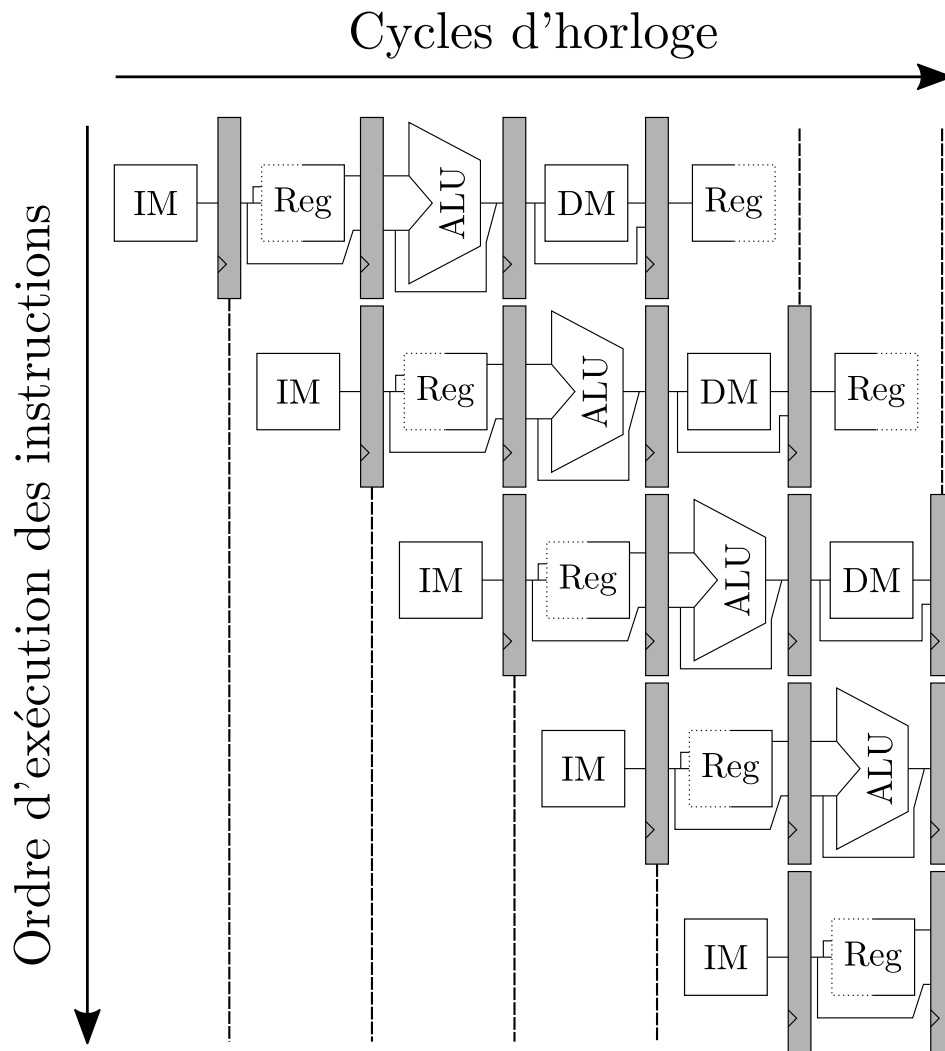 Cycles d'horloge
Ordre d'exécution des instructions
IM Reg ALU DM Reg
IM Reg ALU DM Reg
IM Reg ALU DM
IM Reg ALU
IM Reg